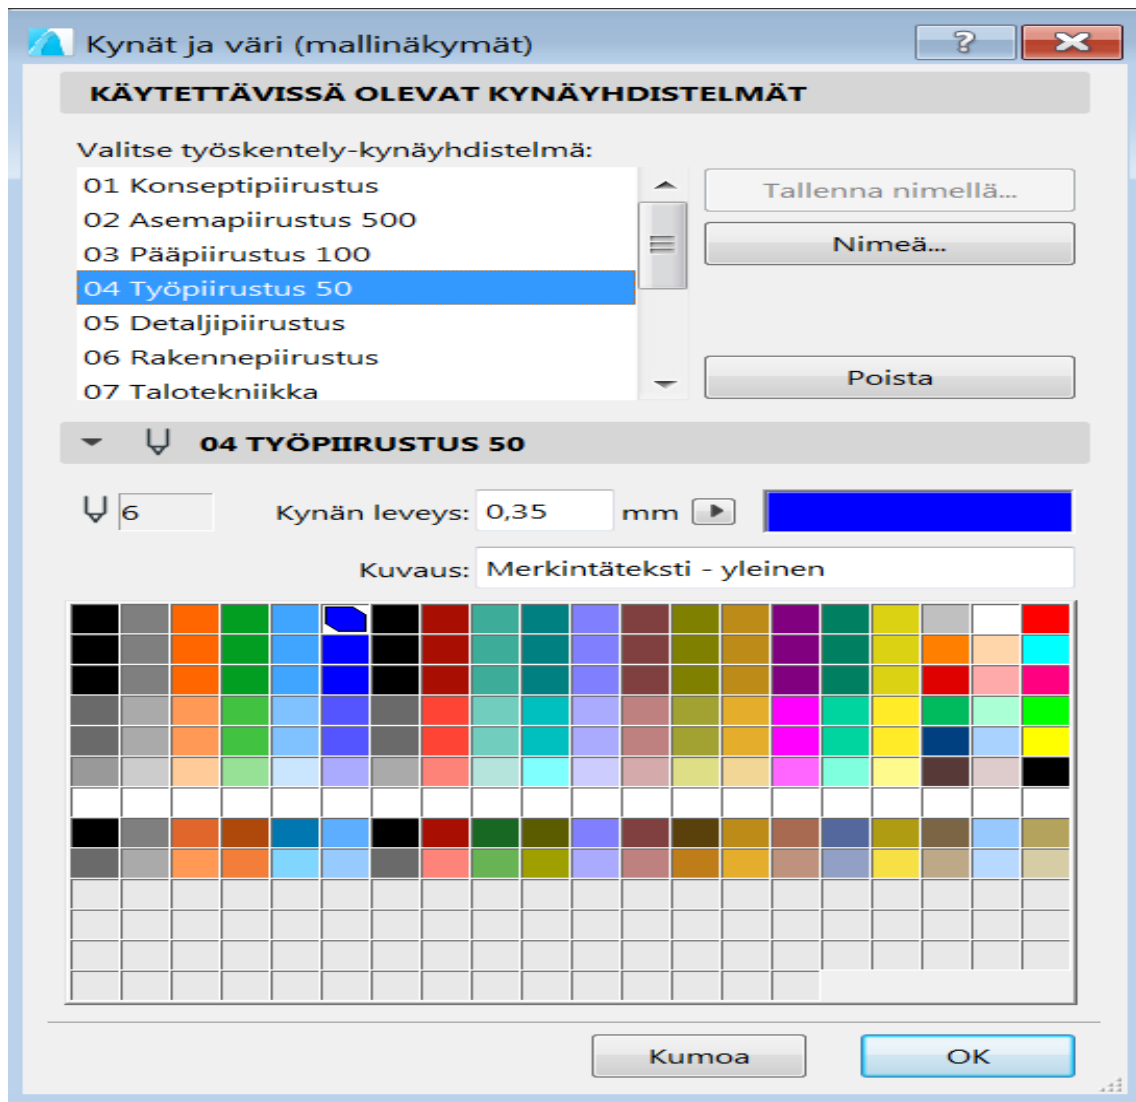 Kynät ja väri (mallinäkymät)
?
KÄYTETTÄVISSÄ OLEVAT KYNÄYHDISTELMÄT
Valitse työskentely-kynäyhdistelmä:
01 Konseptipiirustus
02 Asemapiirustus 500
03 Pääpiirustus 100
04 Työpiirustus 50
05 Detaljipiirustus
06 Rakennepiirustus
07 Talotekniikka
Tallenna nimellä...
Nimeä...
Poista
04 TYÖPIIRUSTUS 50
6
Kynän leveys: 0,35 mm
Kuvaus: Merkintäteksti - yleinen
Kumoa
OK